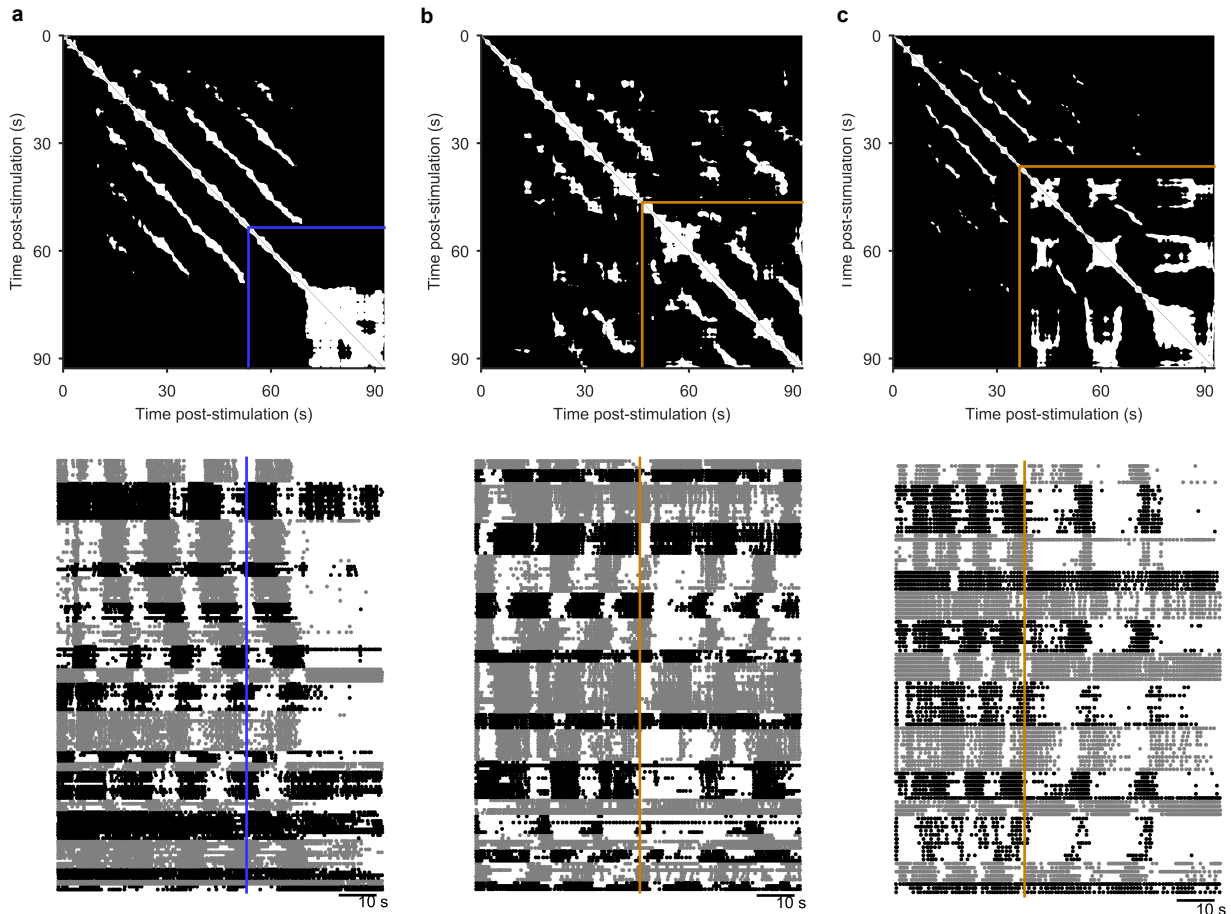 a b c
0 0 0
30 30 30
60 60 60
90 90 90
Time post-stimulation (s) Time post-stimulation (s) Time post-stimulation (s)
0 30 60 90 0 30 60 90 0 30 60 90
Time post-stimulation (s) Time post-stimulation (s) Time post-stimulation (s)
10 s 10 s 10 s